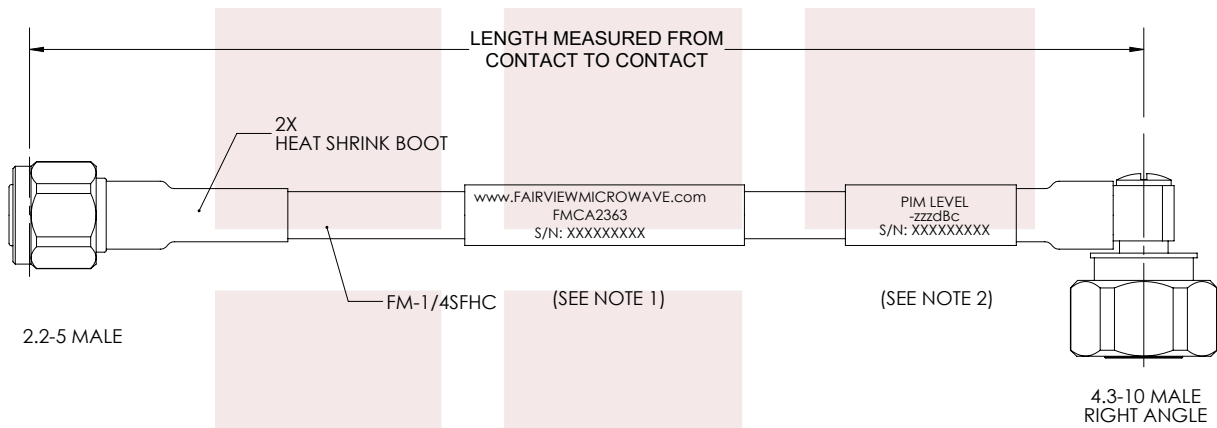 LENGTH MEASURED FROM
CONTACT TO CONTACT
2X
HEAT SHRINK BOOT
www.FAIRVIEWMICROWAVE.com
FMCA2363
S/N: XXXXXXXXX
PIM LEVEL
-zzzdBc
S/N: XXXXXXXXX
FM-1/4SFHC
(SEE NOTE 1)
(SEE NOTE 2)
2.2-5 MALE
4.3-10 MALE
RIGHT ANGLE